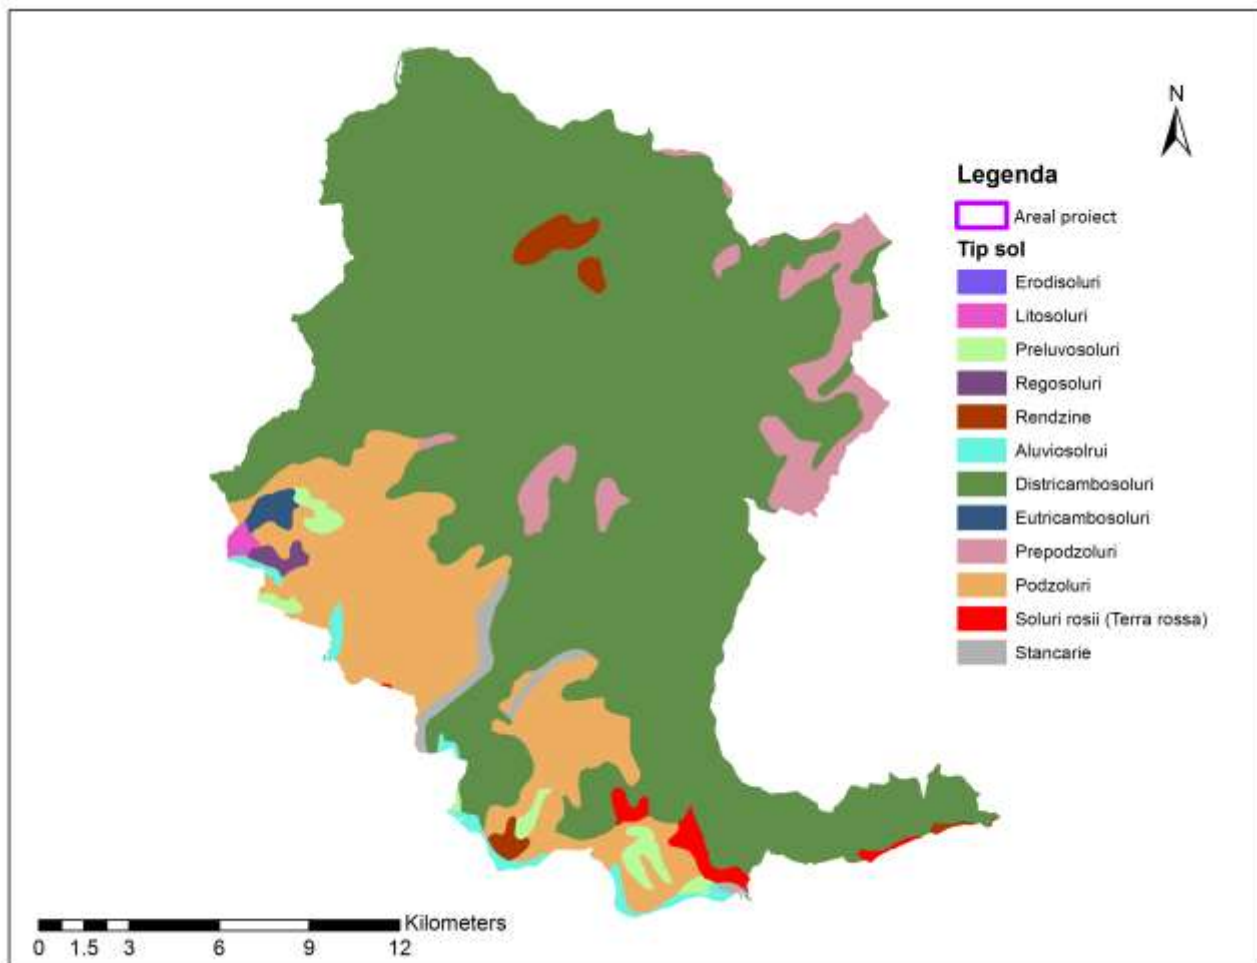 N
Legenda
Areal proiect
Tip sol
Erodisoluri
Litosoluri
Preluvosoluri
Regosoluri
Rendzine
Aluviosolrui
Districambosoluri
Eutricambosoluri
Prepodzoluri
Podzoluri
Soluri rosii (Terra rossa)
Stancarie
Kilometers
0 1.5 3 6 9 12